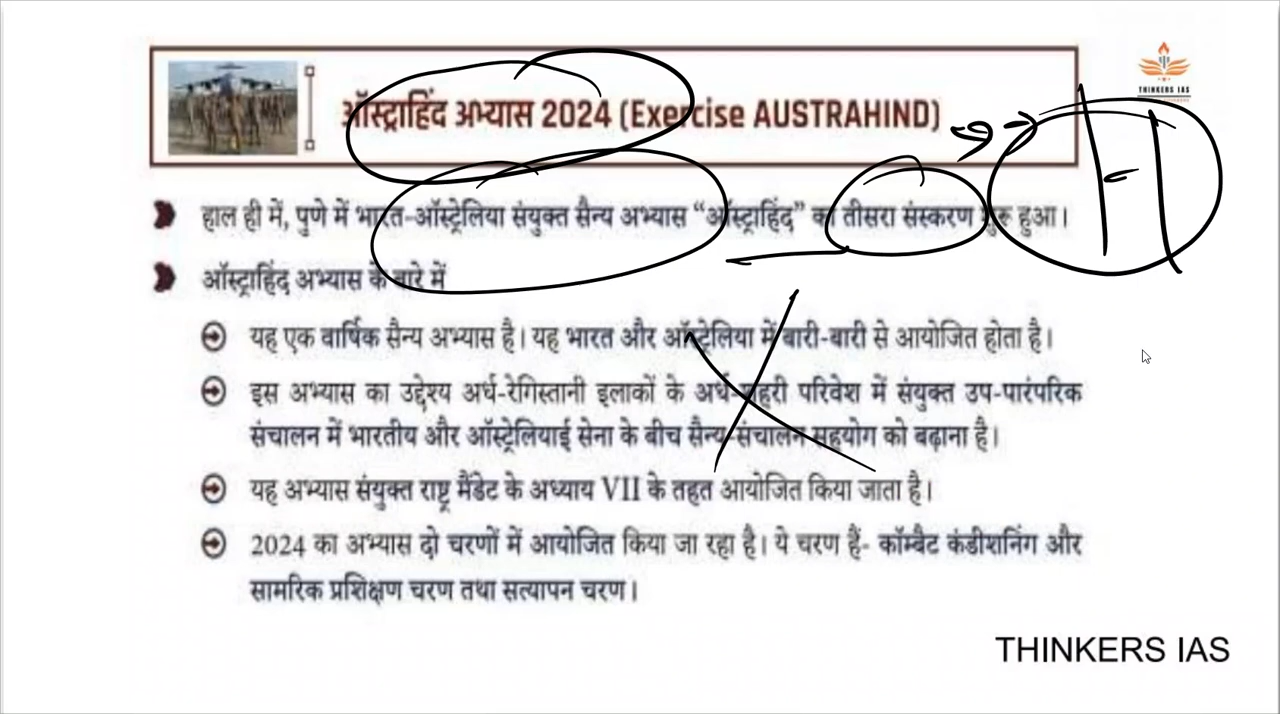 ऑस्ट्राहिंद अभ्यास 2024 (Exercise AUSTRAHIND)
THINKERS IAS
हाल ही में, पुणे में भारत-ऑस्ट्रेलिया संयुक्त सैन्य अभ्यास “ऑस्ट्राहिंद” का तीसरा संस्करण शुरू हुआ।
ऑस्ट्राहिंद अभ्यास के बारे में
यह एक वार्षिक सैन्य अभ्यास है। यह भारत और ऑस्ट्रेलिया में बारी-बारी से आयोजित होता है।
इस अभ्यास का उद्देश्य अर्ध-रेगिस्तानी इलाकों के अर्ध-शहरी परिवेश में संयुक्त उप-पारंपरिक
संचालन में भारतीय और ऑस्ट्रेलियाई सेना के बीच सैन्य-संचालन सहयोग को बढ़ाना है।
यह अभ्यास संयुक्त राष्ट्र मैंडेट के अध्याय VII के तहत आयोजित किया जाता है।
2024 का अभ्यास दो चरणों में आयोजित किया जा रहा है। ये चरण हैं- कॉम्बैट कंडीशनिंग और
सामरिक प्रशिक्षण चरण तथा सत्यापन चरण।
THINKERS IAS